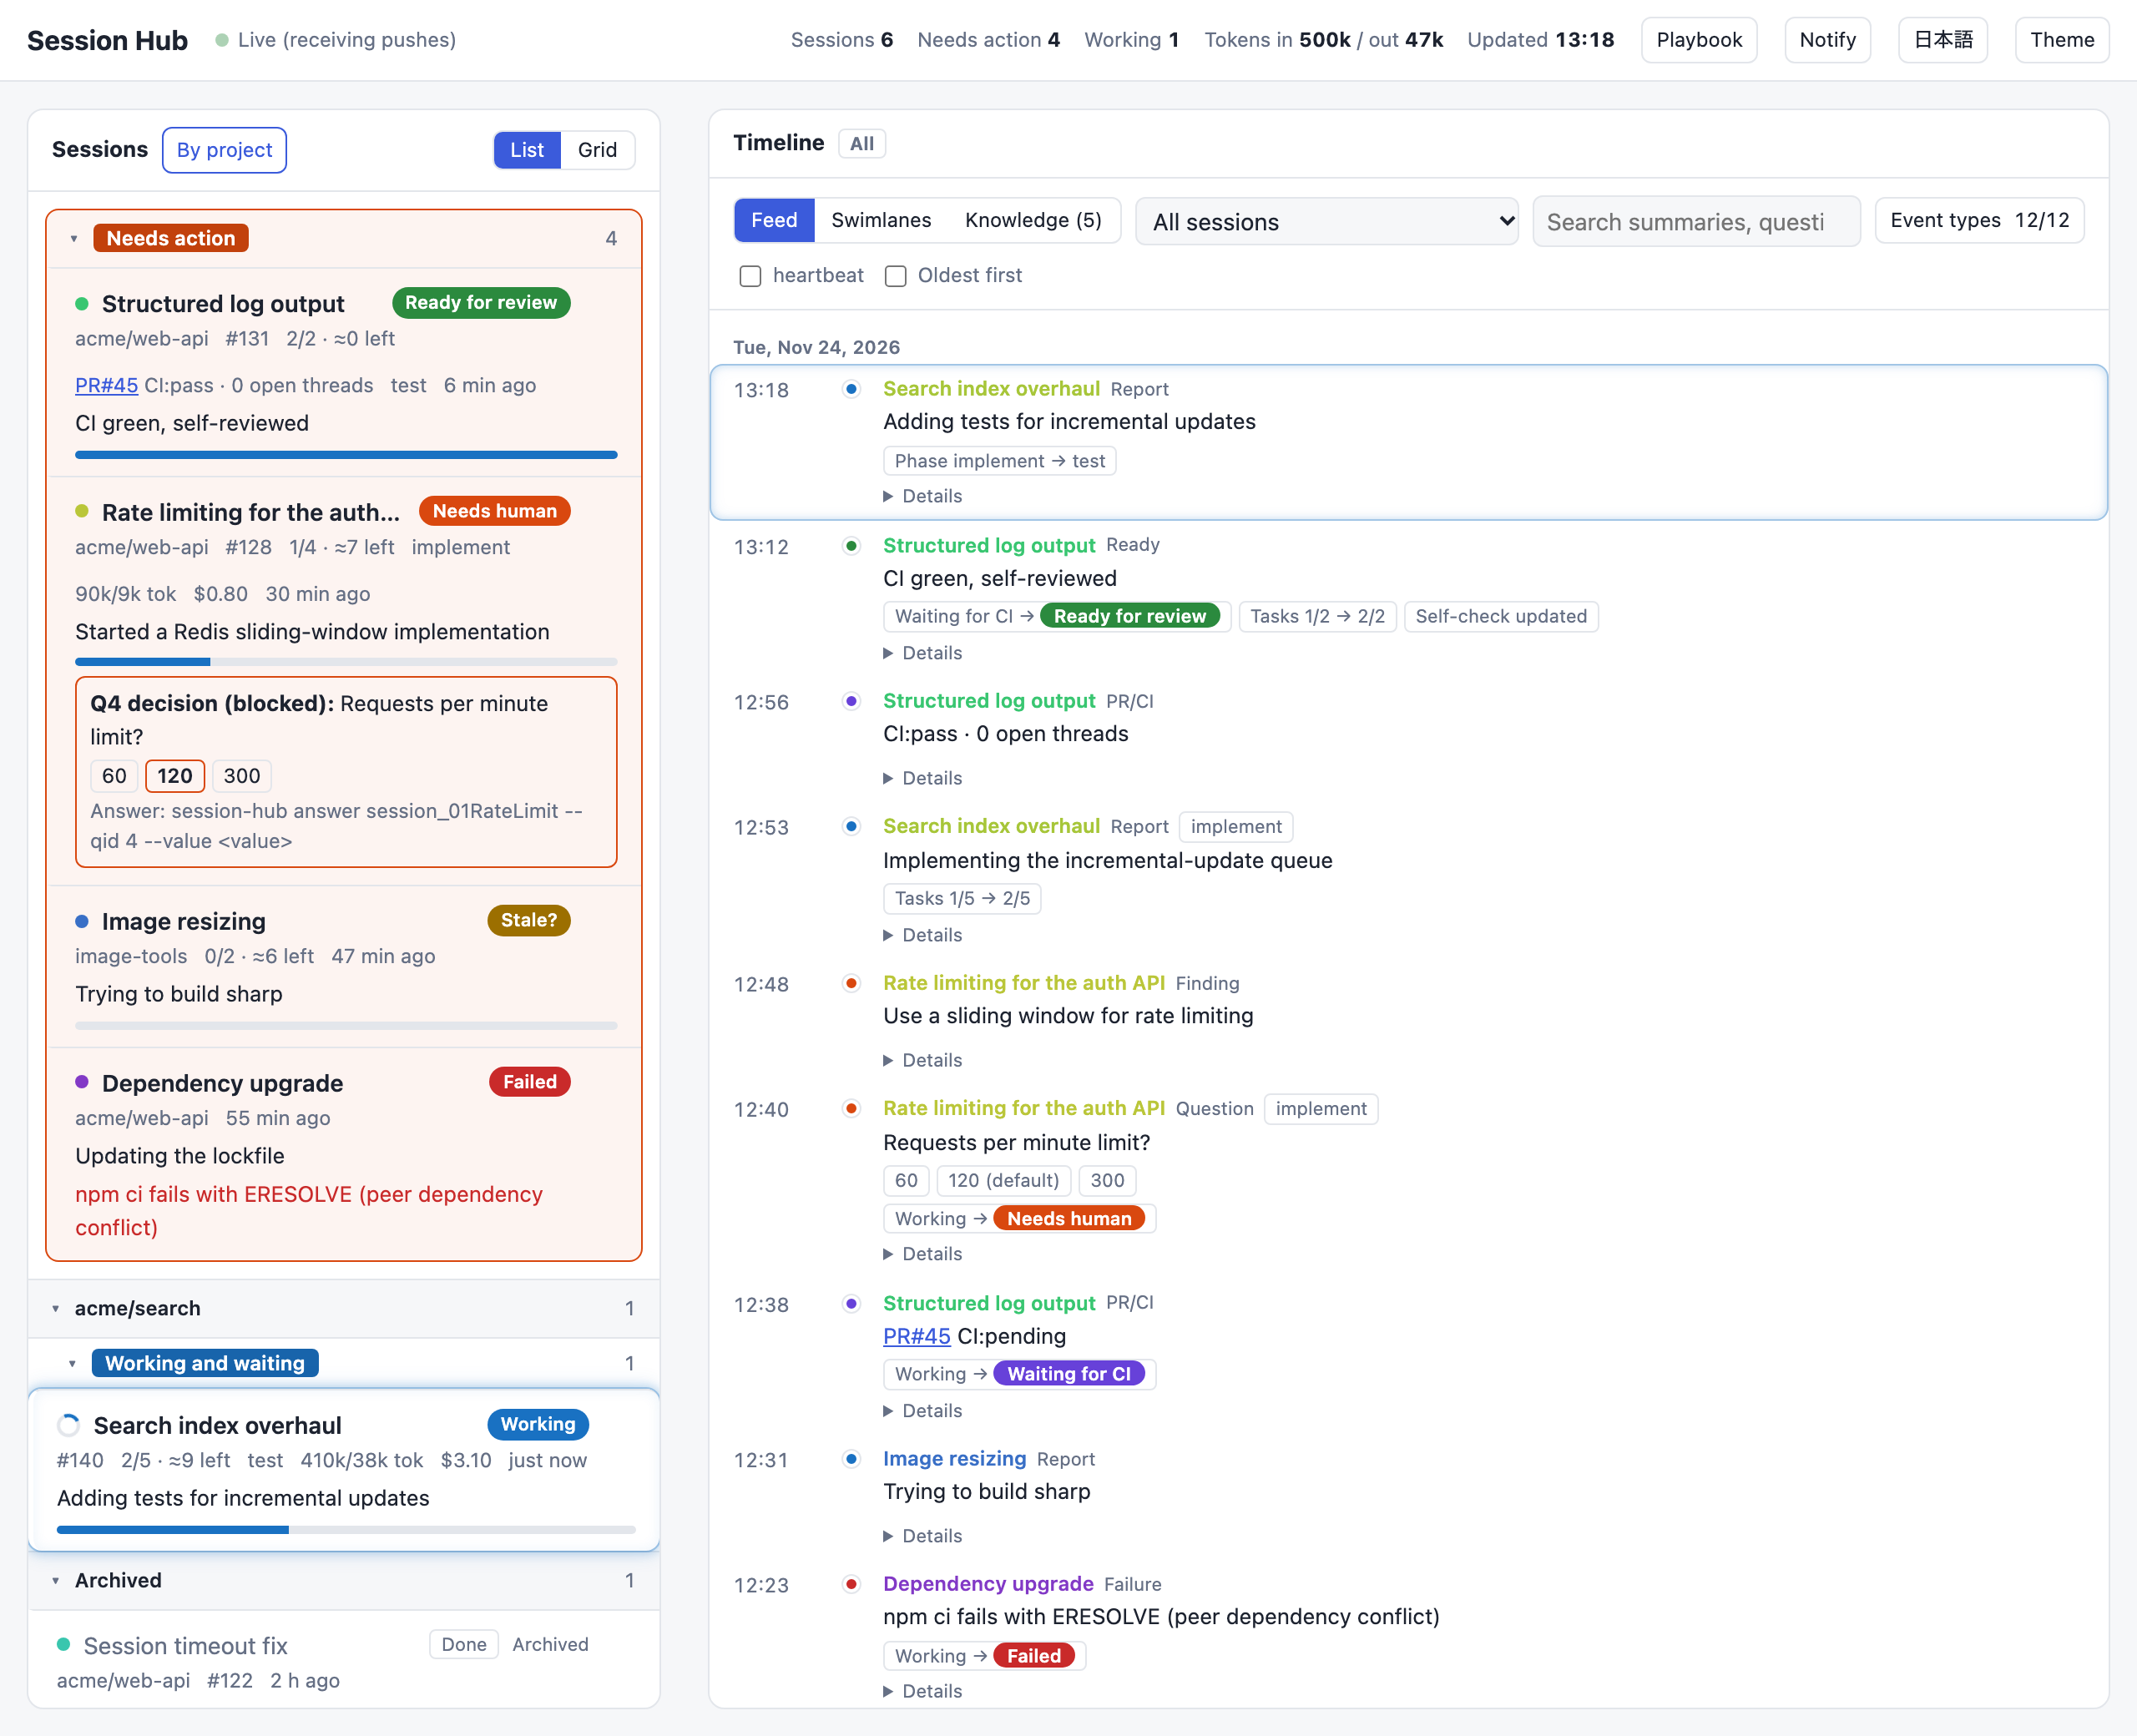 Session Hub Live (receiving pushes) Sessions 6 Needs action 4 Working 1 Tokens in 500k / out 47k Updated 13:18 Playbook Notify 日本語 Theme
Sessions By project List Grid
Needs action 4
Structured log output Ready for review
acme/web-api #131 2/2 · ≈0 left
PR#45 CI:pass · 0 open threads test 6 min ago
CI green, self-reviewed
Rate limiting for the auth... Needs human
acme/web-api #128 1/4 · ≈7 left implement
90k/9k tok $0.80 30 min ago
Started a Redis sliding-window implementation
Q4 decision (blocked): Requests per minute
limit?
60 120 300
Answer: session-hub answer session_01RateLimit --
qid 4 --value <value>
Image resizing Stale?
image-tools 0/2 · ≈6 left 47 min ago
Trying to build sharp
Dependency upgrade Failed
acme/web-api 55 min ago
Updating the lockfile
npm ci fails with ERESOLVE (peer dependency
conflict)
acme/search 1
Working and waiting 1
Search index overhaul Working
#140 2/5 · ≈9 left test 410k/38k tok $3.10 just now
Adding tests for incremental updates
Archived 1
Session timeout fix Done Archived
acme/web-api #122 2 h ago
Timeline All
Feed Swimlanes Knowledge (5) All sessions Search summaries, questi Event types 12/12
heartbeat Oldest first
Tue, Nov 24, 2026
13:18 Search index overhaul Report
Adding tests for incremental updates
Phase implement → test
Details
13:12 Structured log output Ready
CI green, self-reviewed
Waiting for CI → Ready for review Tasks 1/2 → 2/2 Self-check updated
Details
12:56 Structured log output PR/CI
CI:pass · 0 open threads
Details
12:53 Search index overhaul Report implement
Implementing the incremental-update queue
Tasks 1/5 → 2/5
Details
12:48 Rate limiting for the auth API Finding
Use a sliding window for rate limiting
Details
12:40 Rate limiting for the auth API Question implement
Requests per minute limit?
60 120 (default) 300
Working → Needs human
Details
12:38 Structured log output PR/CI
PR#45 CI:pending
Working → Waiting for CI
Details
12:31 Image resizing Report
Trying to build sharp
Details
12:23 Dependency upgrade Failure
npm ci fails with ERESOLVE (peer dependency conflict)
Working → Failed
Details